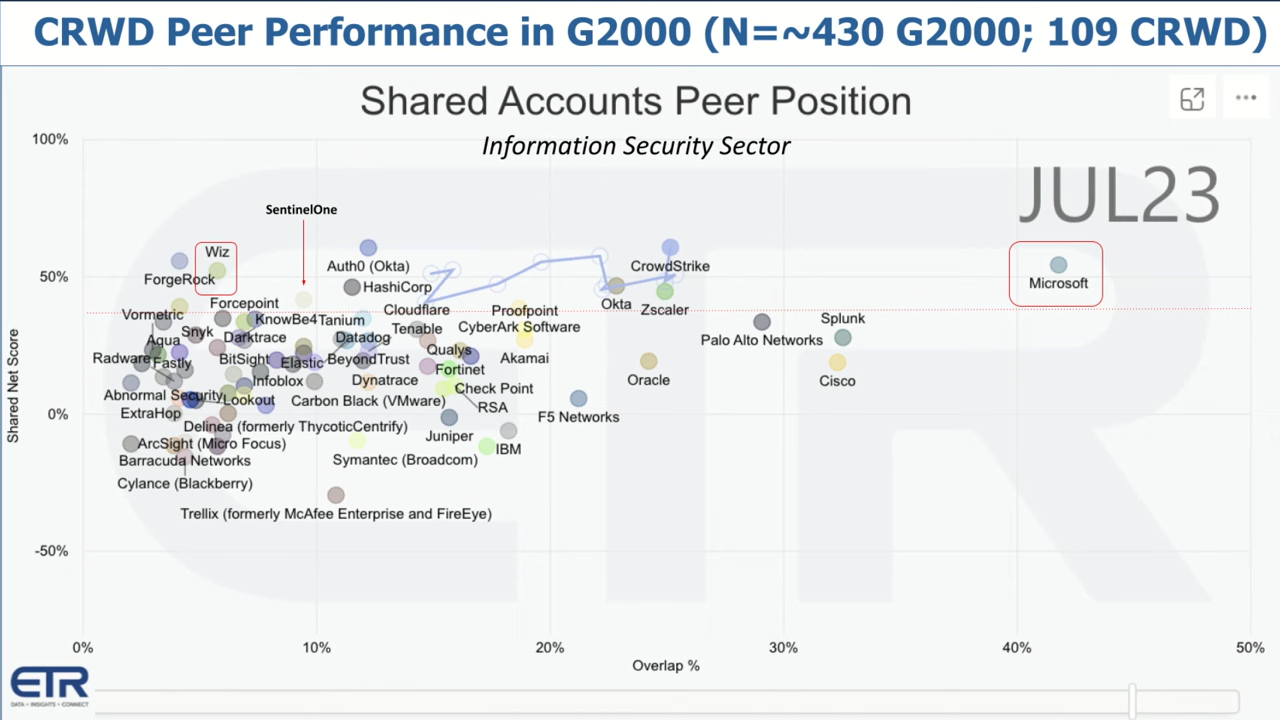 CRWD Peer Performance in G2000 (N=~430 G2000; 109 CRWD)
Shared Accounts Peer Position
Information Security Sector
JUL23
100%
50%
0%
-50%
Shared Net Score
SentinelOne
Wiz
ForgeRock
Auth0 (Okta)
HashiCorp
CrowdStrike
Microsoft
Forcepoint
Vormetric
KnowBe4
Tanium
Cloudflare
Proofpoint
Okta
Zscaler
Splunk
Aqua
Snyk
Darktrace
Datadog
Tenable
CyberArk Software
Palo Alto Networks
Radware
Fastly
BitSight
Elastic
BeyondTrust
Qualys
Fortinet
Akamai
Oracle
Cisco
Infoblox
Dynatrace
Check Point
Abnormal Security
Lookout
Carbon Black (VMware)
RSA
F5 Networks
ExtraHop
Delinea (formerly ThycoticCentrify)
Juniper
IBM
ArcSight (Micro Focus)
Barracuda Networks
Symantec (Broadcom)
Cylance (Blackberry)
Trellix (formerly McAfee Enterprise and FireEye)
0%
10%
20%
30%
40%
50%
Overlap %
ETR
DATA • INSIGHTS • CONNECT